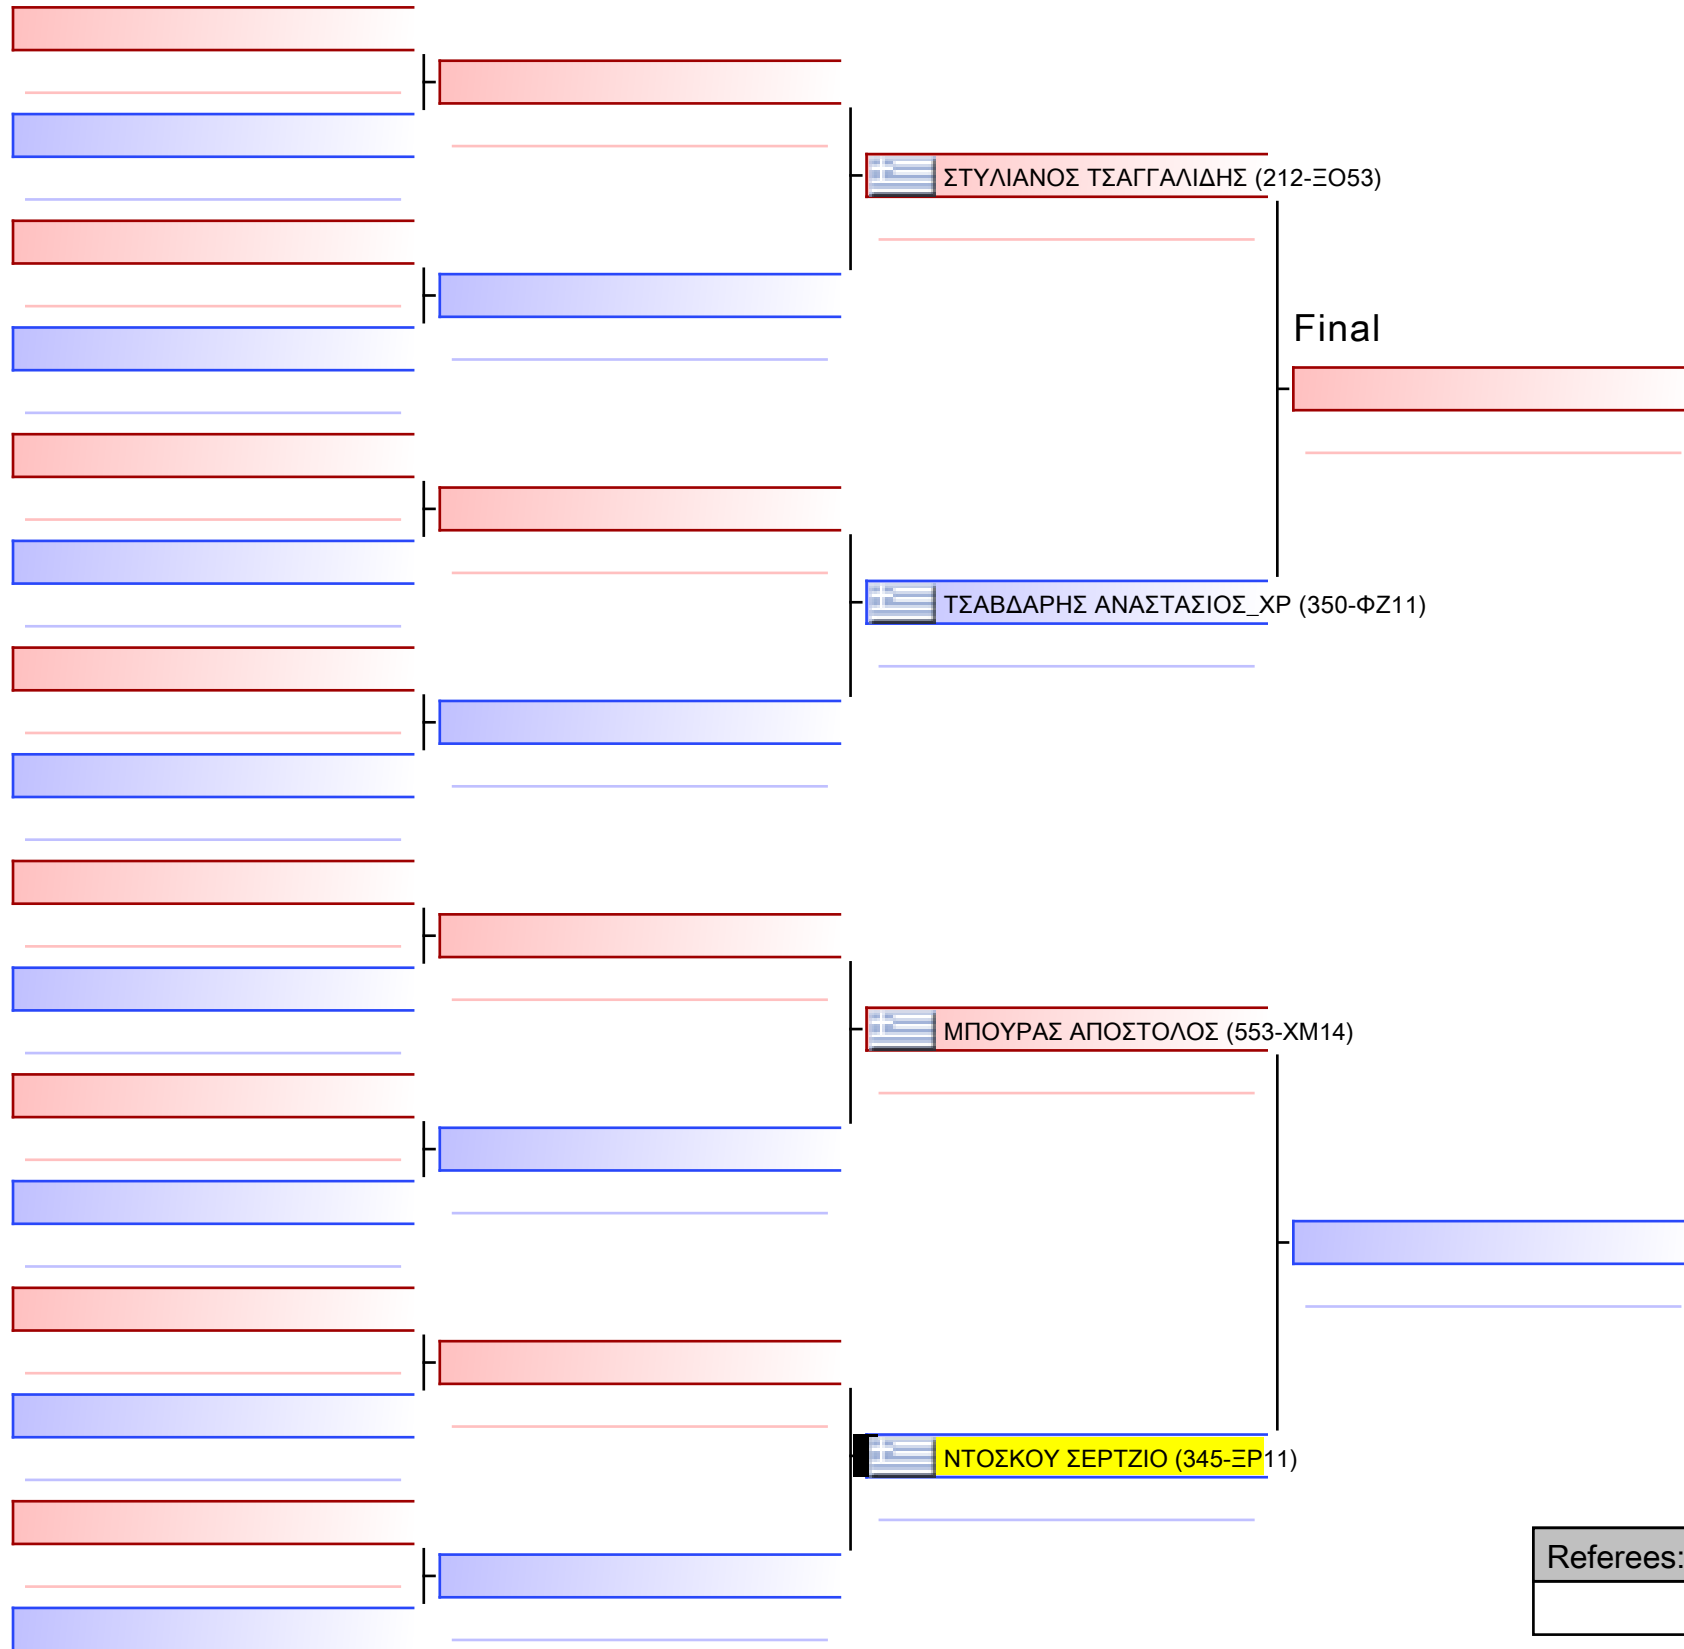 ΣΤΥΛΙΑΝΟΣ ΤΣΑΓΓΑΛΙΔΗΣ (212-ΞΟ53)
Final
ΤΣΑΒΔΑΡΗΣ ΑΝΑΣΤΑΣΙΟΣ_ΧΡ (350-ΦΖ11)
ΜΠΟΥΡΑΣ ΑΠΟΣΤΟΛΟΣ (553-ΧΜ14)
ΝΤΟΣΚΟΥ ΣΕΡΤΖΙΟ (345-ΞΡ11)
Referees: